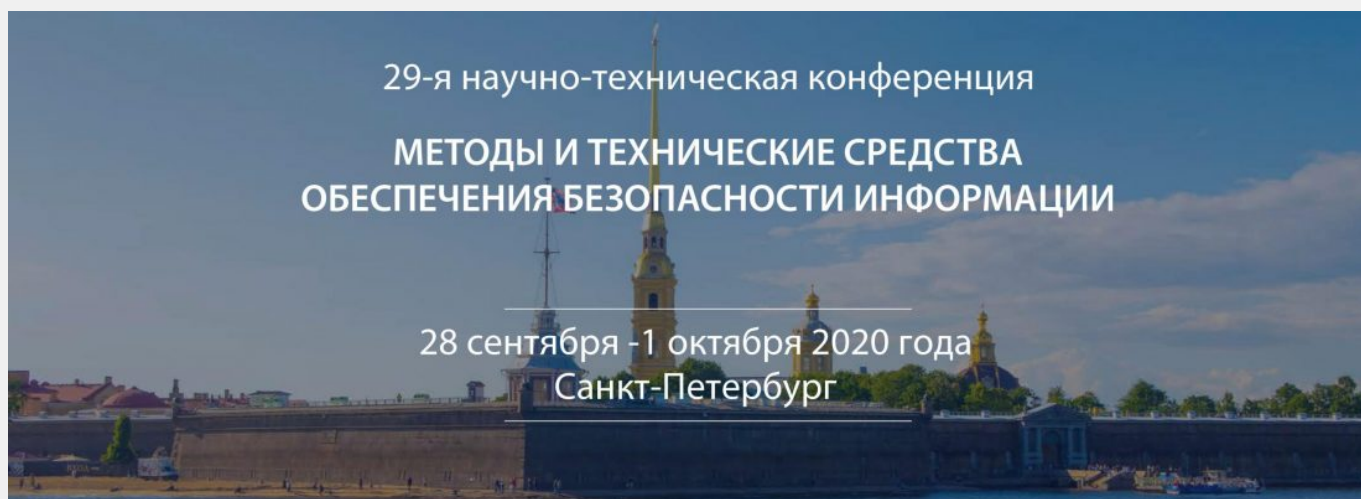 29-я научно-техническая конференция
МЕТОДЫ И ТЕХНИЧЕСКИЕ СРЕДСТВА
ОБЕСПЕЧЕНИЯ БЕЗОПАСНОСТИ ИНФОРМАЦИИ
28 сентября -1 октября 2020 года
Санкт-Петербург